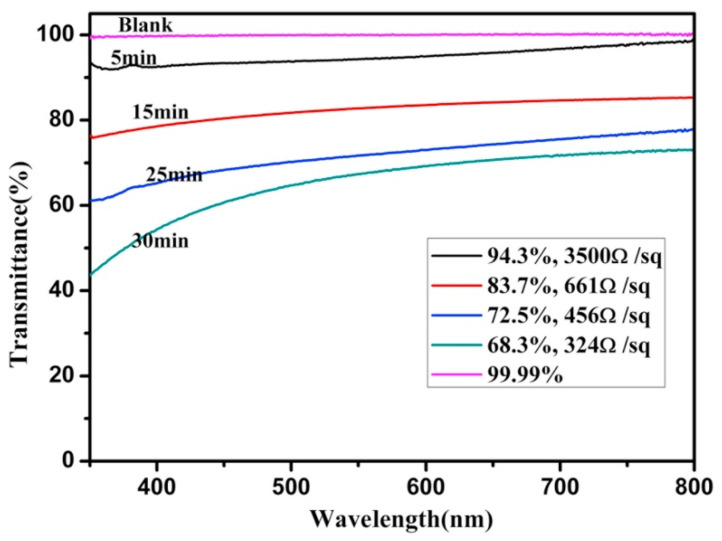 100
80
60
40
20
0
Transmittance(%)
Blank
5min
15min
25min
30min
94.3%, 3500Ω /sq
83.7%, 661Ω /sq
72.5%, 456Ω /sq
68.3%, 324Ω /sq
99.99%
400 500 600 700 800
Wavelength(nm)